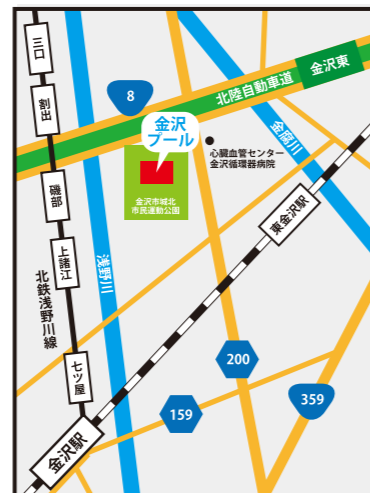 三口
割出
磯部
上諸江
七ツ屋
北鉄浅野川線
金沢駅
浅野川
8
金沢
プール
金沢市城北
市民運動公園
北陸自動車道
金沢東
心臓血管センター
金沢循環器病院
金腐川
東金沢駅
200
159
359